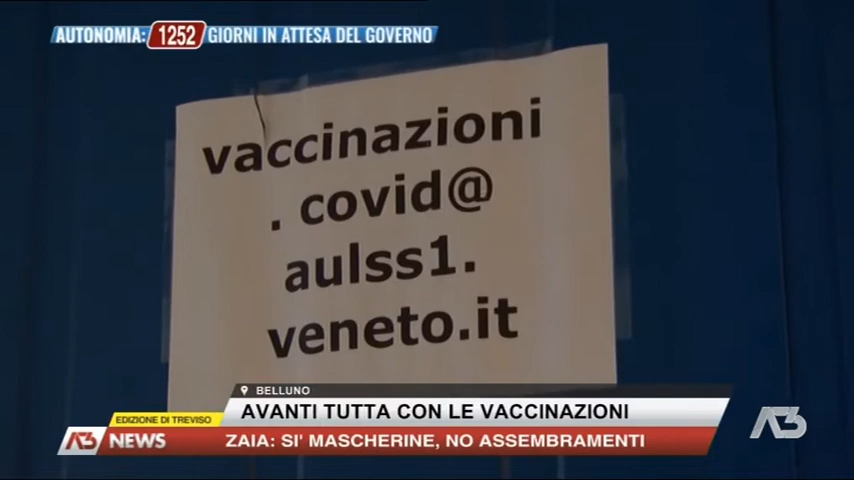 AUTONOMIA: 1252 GIORNI IN ATTESA DEL GOVERNO
vaccinazioni
. covid@
aulss1.
veneto.it
BELLUNO
AVANTI TUTTA CON LE VACCINAZIONI
EDIZIONE DI TREVISO
A3 NEWS
ZAIA: SI' MASCHERINE, NO ASSEMBRAMENTI
A3